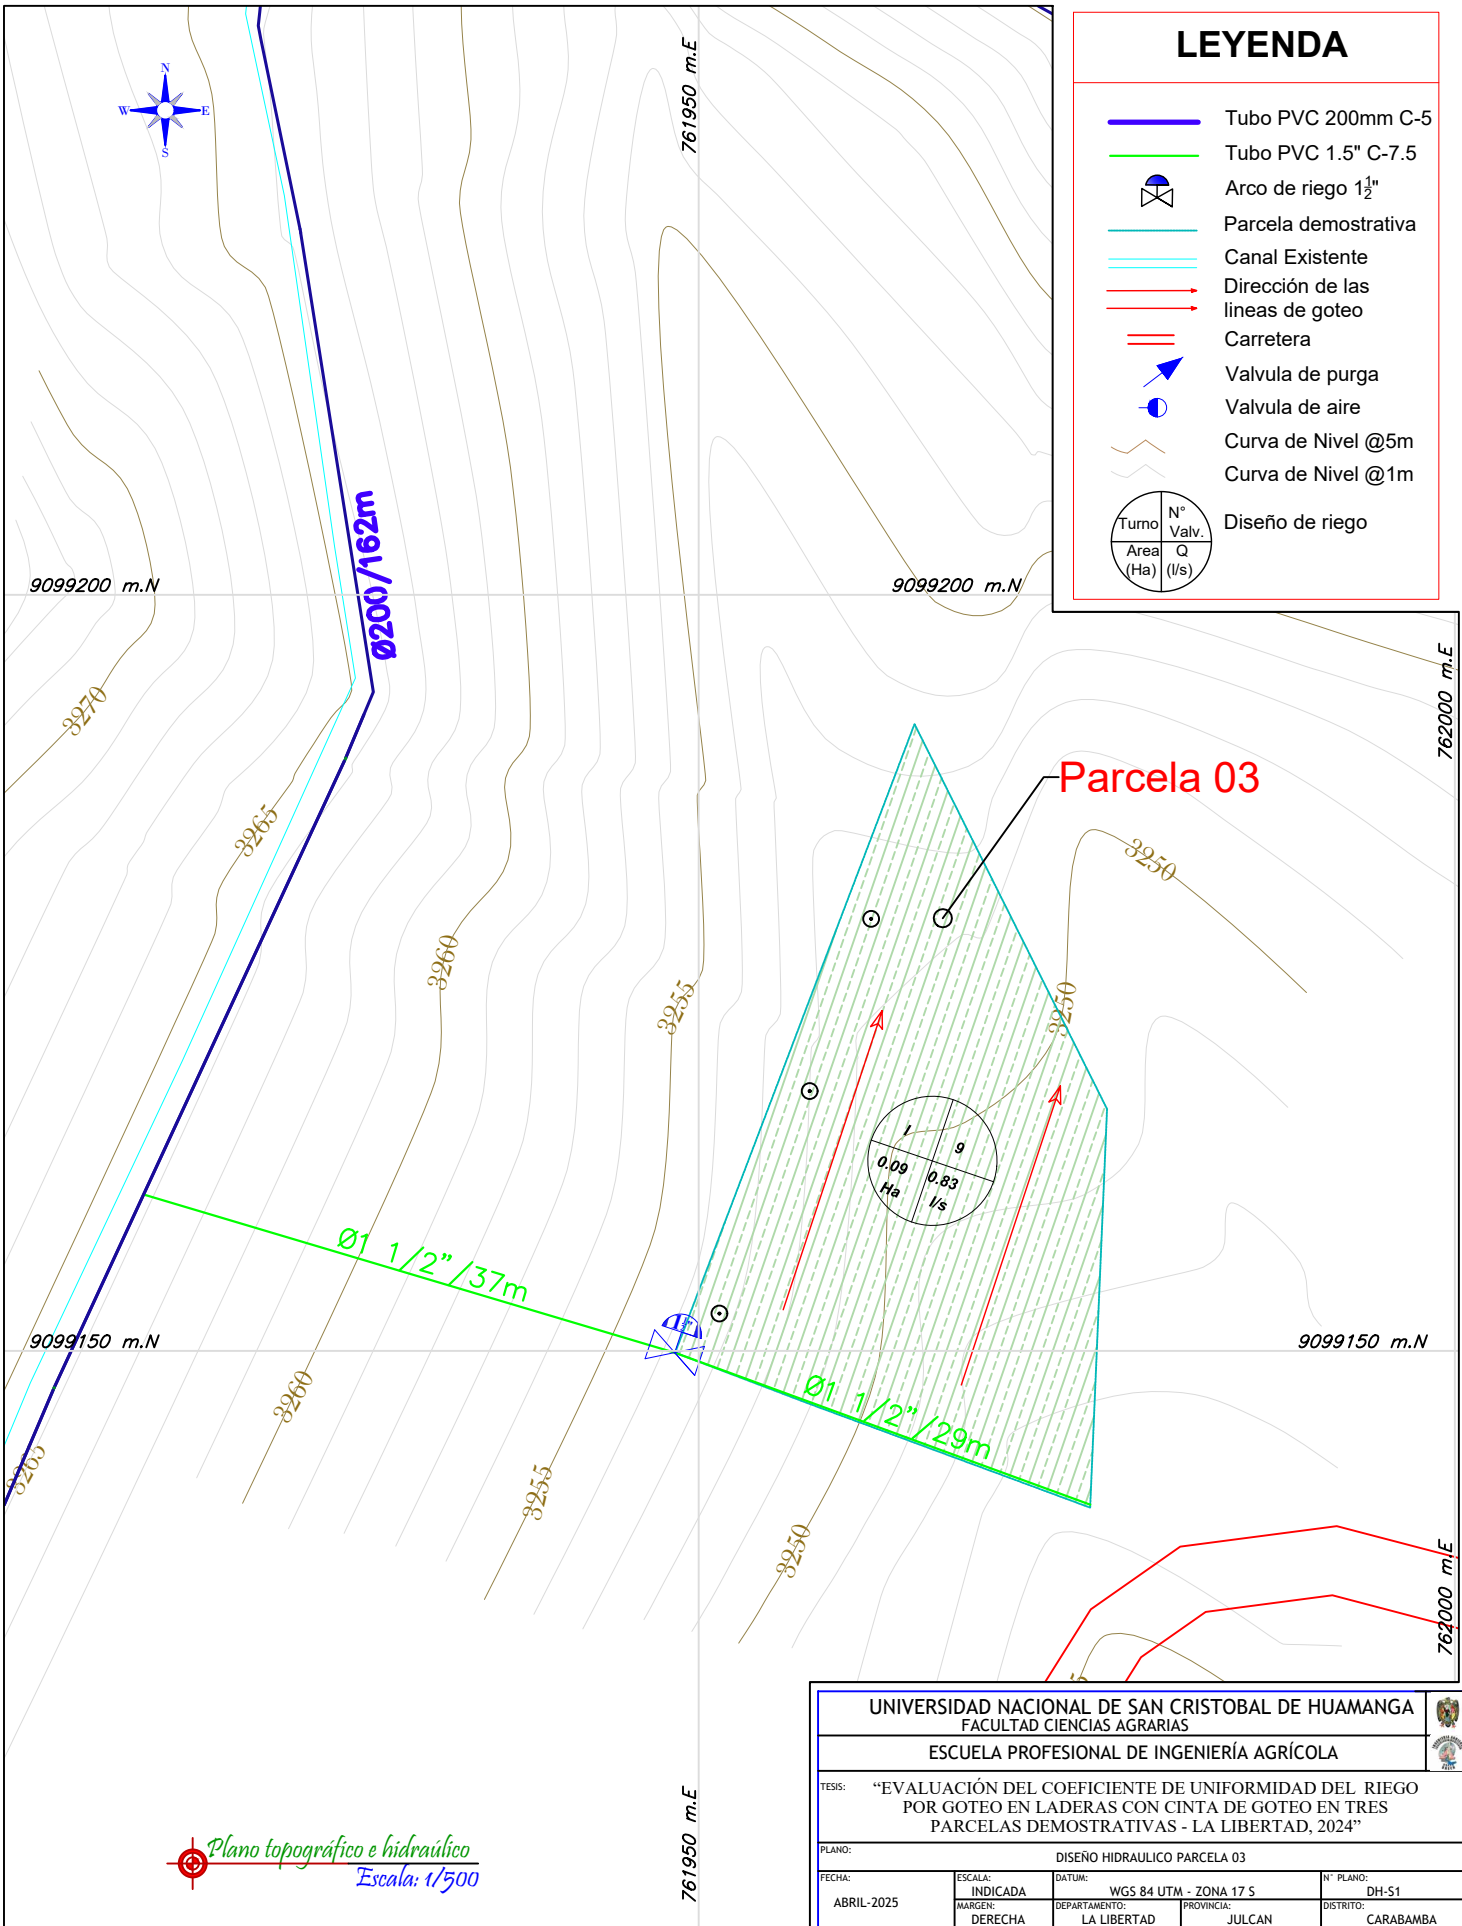 LEYENDA
Tubo PVC 200mm C-5
Tubo PVC 1.5" C-7.5
Arco de riego 1½"
Parcela demostrativa
Canal Existente
Dirección de las
lineas de goteo
Carretera
Valvula de purga
Valvula de aire
Curva de Nivel @5m
Curva de Nivel @1m
Turno
N° Valv.
Area (Ha)
Q (l/s)
Diseño de riego
N
W
E
S
761950 m.E
9099200 m.N
9099200 m.N
762000 m.E
Ø200/162m
3270
3265
3260
3255
Parcela 03
3250
3250
I
9
0.09
Ha
0.83
l/s
Ø1 1/2"/37m
9099150 m.N
9099150 m.N
Ø1 1/2"/29m
3265
3260
3255
3250
762000 m.E
761950 m.E
Plano topográfico e hidraúlico
Escala: 1/500
UNIVERSIDAD NACIONAL DE SAN CRISTOBAL DE HUAMANGA
FACULTAD CIENCIAS AGRARIAS
ESCUELA PROFESIONAL DE INGENIERÍA AGRÍCOLA
TESIS: “EVALUACIÓN DEL COEFICIENTE DE UNIFORMIDAD DEL RIEGO
POR GOTEO EN LADERAS CON CINTA DE GOTEO EN TRES
PARCELAS DEMOSTRATIVAS - LA LIBERTAD, 2024”
PLANO:
DISEÑO HIDRAULICO PARCELA 03
FECHA:
ABRIL-2025
ESCALA:
INDICADA
DATUM:
WGS 84 UTM - ZONA 17 S
N° PLANO:
DH-S1
MARGEN:
DERECHA
DEPARTAMENTO:
LA LIBERTAD
PROVINCIA:
JULCAN
DISTRITO:
CARABAMBA